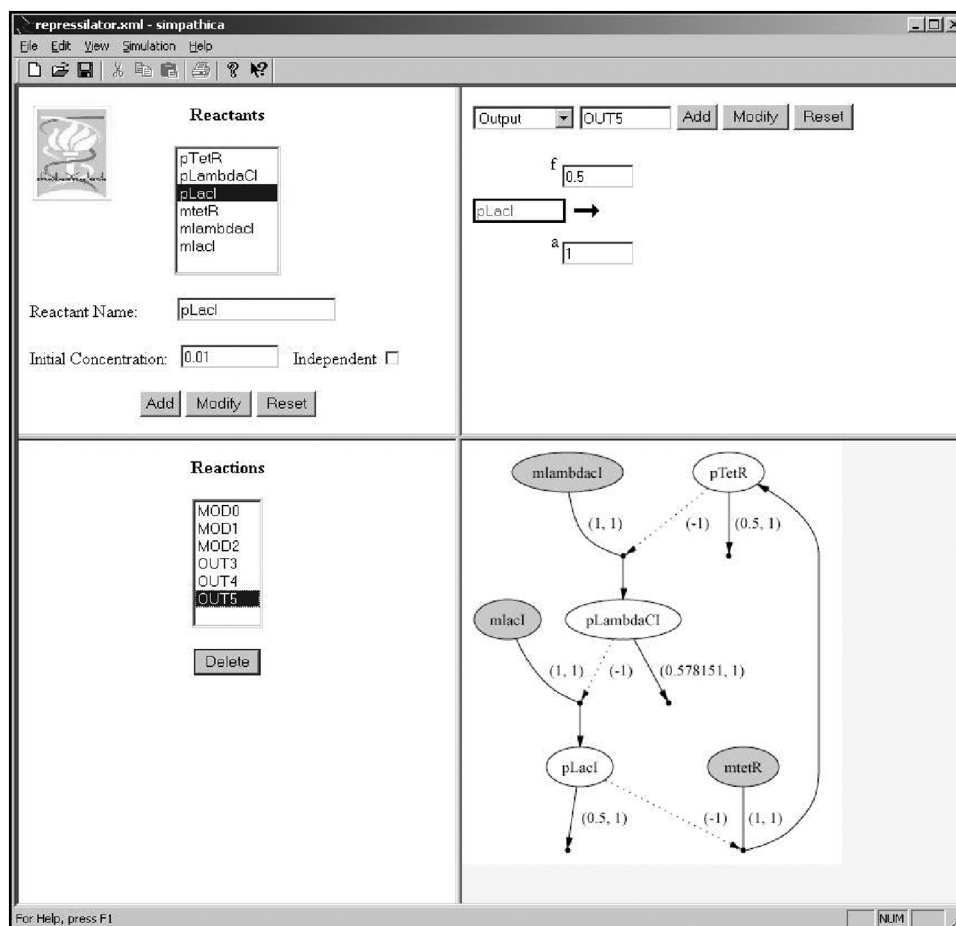 repressilator.xml - simpathica
File Edit View Simulation Help
Reactants
pTetR
pLambdaCI
pLacI
mtetR
mlambdacI
mlacI
Reactant Name: pLacI
Initial Concentration: 0.01 Independent
Add Modify Reset
Output OUT5 Add Modify Reset
f
0.5
pLacI
a
1
Reactions
MOD0
MOD1
MOD2
OUT3
OUT4
OUT5
Delete
mlambdacI pTetR
(1, 1) (-1) (0.5, 1)
mlacI pLambdaCI
(1, 1) (-1) (0.578151, 1)
pLacI mtetR
(0.5, 1) (-1) (1, 1)
For Help, press F1 NUM